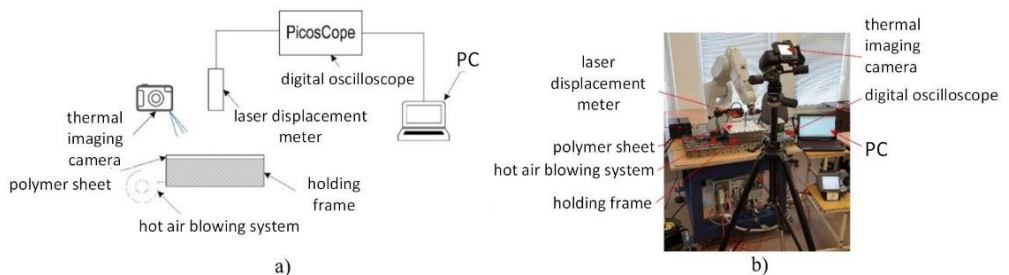 PicosCope
digital oscilloscope
PC
laser displacement
meter
thermal
imaging
camera
polymer sheet
holding
frame
hot air blowing system
a)
thermal
imaging
camera
laser
displacement
meter
digital oscilloscope
polymer sheet
PC
hot air blowing system
holding frame
b)